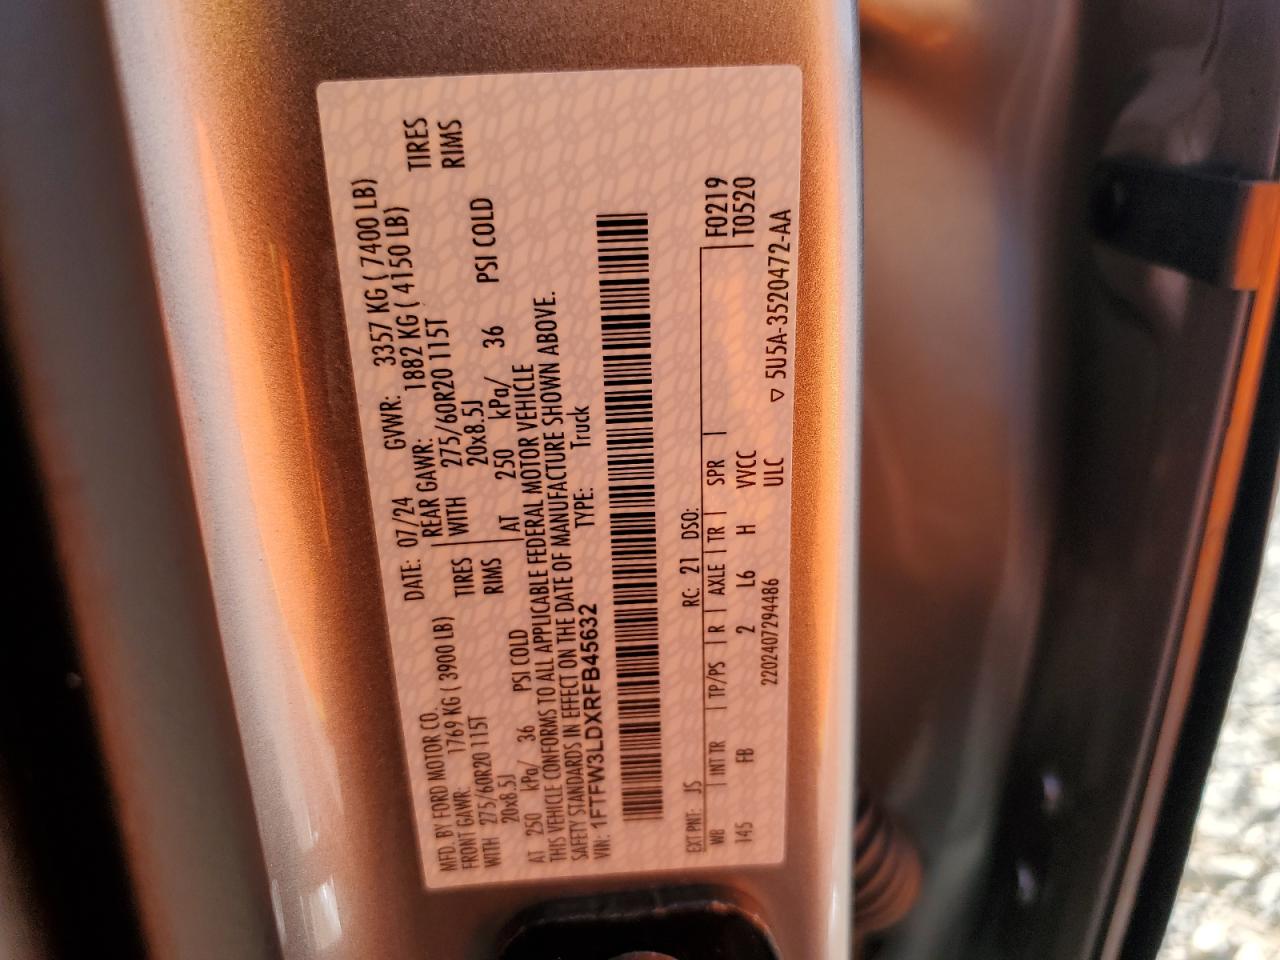 MFD. BY FORD MOTOR CO.
DATE: 07/24 GVWR: 3357 KG ( 7400 LB)
FRONT GAWR: 1769 KG ( 3900 LB) REAR GAWR: 1882 KG ( 4150 LB)
WITH 275/60R20 115T TIRES WITH 275/60R20 115T TIRES
20x8.5J RIMS 20x8.5J RIMS
AT 250 kPa/ 36 PSI COLD AT 250 kPa/ 36 PSI COLD
THIS VEHICLE CONFORMS TO ALL APPLICABLE FEDERAL MOTOR VEHICLE
SAFETY STANDARDS IN EFFECT ON THE DATE OF MANUFACTURE SHOWN ABOVE.
VIN: 1FTFW3LDXRFB45632 TYPE: Truck
EXT PNT: JS RC: 21 DSO: F0219
WB INT TR TP/PS R AXLE TR SPR T0520
145 FB 2 L6 H VVCC
2202407294486 ULC ▽ 5U5A-3520472-AA